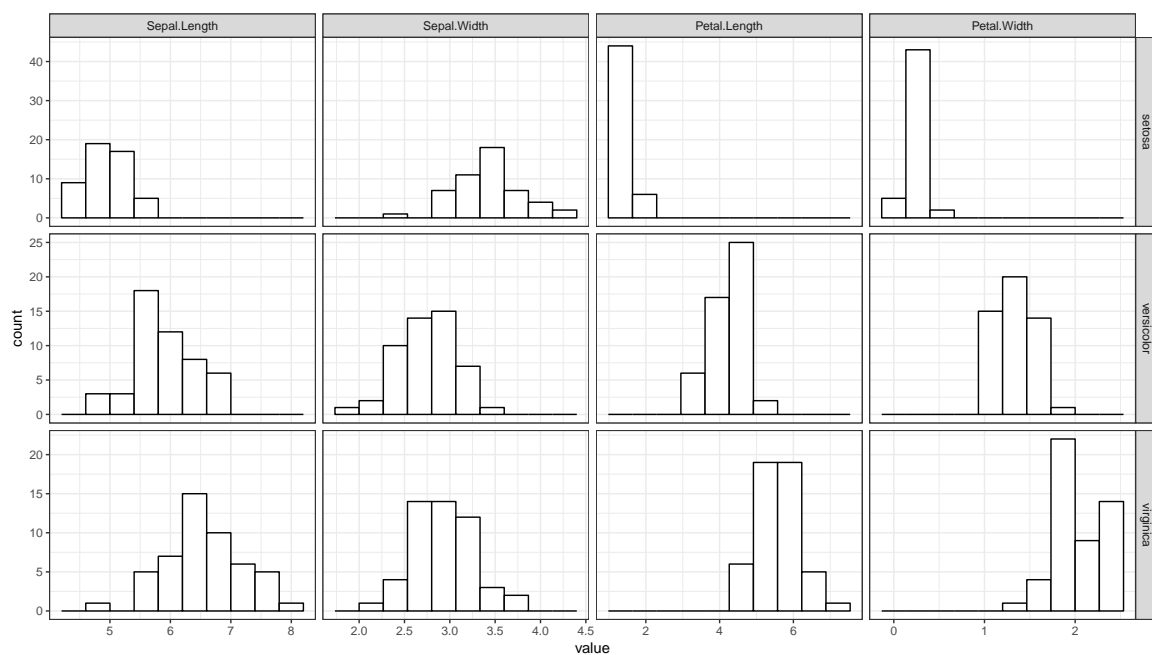 Sepal.Length Sepal.Width Petal.Length Petal.Width
40
30
20
10
0
setosa
25
20
15
10
5
0
versicolor
20
15
10
5
0
virginica
count
5 6 7 8 2.0 2.5 3.0 3.5 4.0 4.5 2 4 6 0 1 2
value